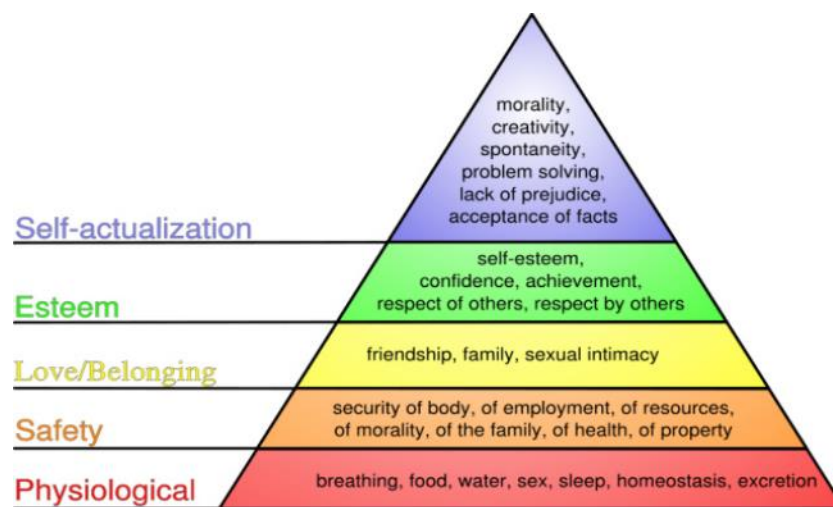 morality,
creativity,
spontaneity,
problem solving,
lack of prejudice,
acceptance of facts
Self-actualization
self-esteem,
confidence, achievement,
respect of others, respect by others
Esteem
friendship, family, sexual intimacy
Love/Belonging
security of body, of employment, of resources,
of morality, of the family, of health, of property
Safety
breathing, food, water, sex, sleep, homeostasis, excretion
Physiological